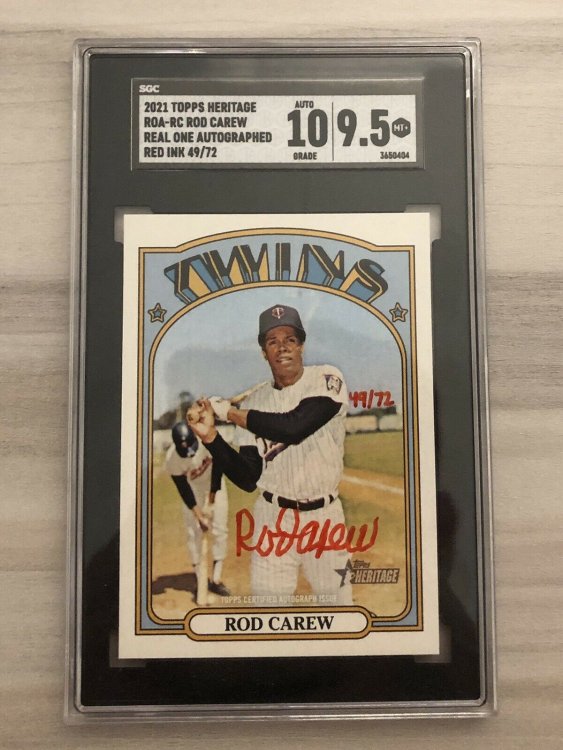 SGC
2021 TOPPS HERITAGE
ROA-RC ROD CAREW
REAL ONE AUTOGRAPHED
RED INK 49/72
AUTO
10
GRADE
9.5
MT+
3650404
TWINS
49/72
Rod Carew
Topps
HERITAGE
TOPPS CERTIFIED AUTOGRAPH ISSUE
ROD CAREW